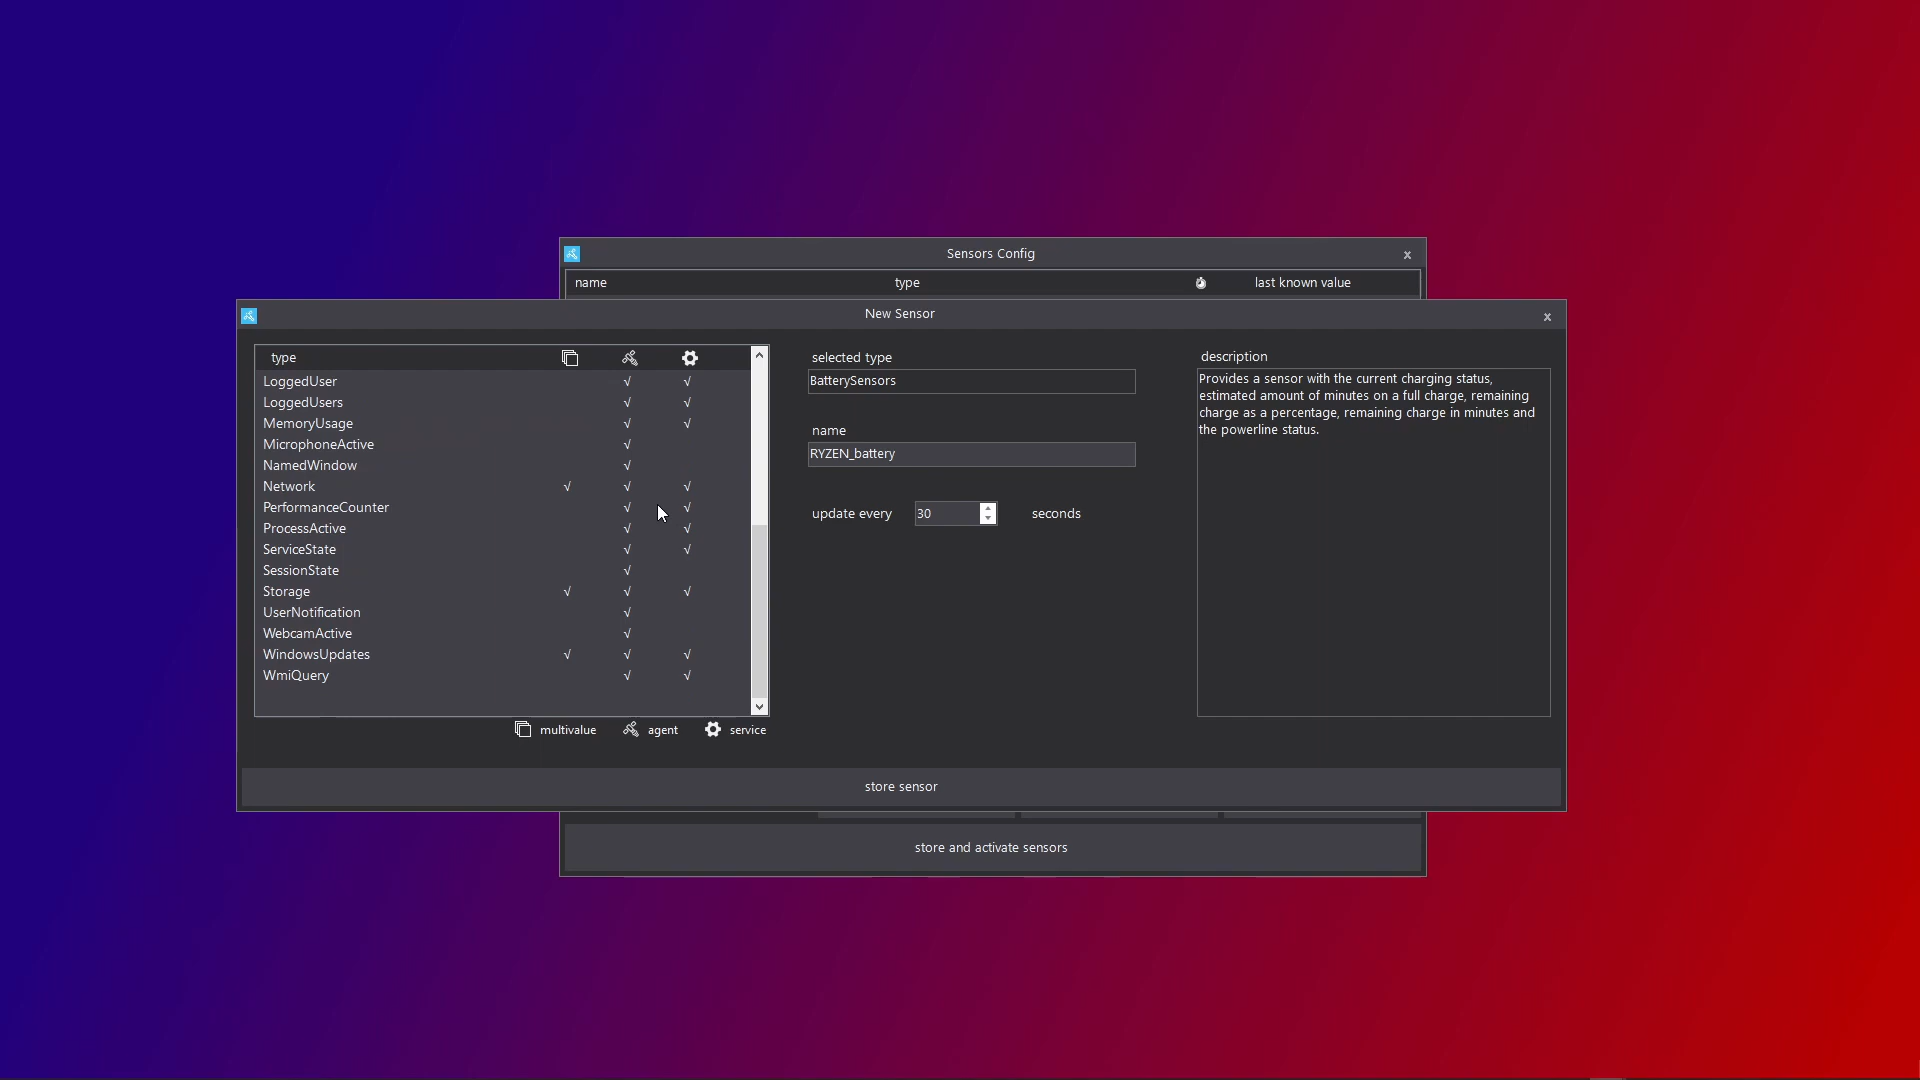 Sensors Config
x
name type last known value
New Sensor
x
type
LoggedUser √ √
LoggedUsers √ √
MemoryUsage √ √
MicrophoneActive √
NamedWindow √
Network √ √ √
PerformanceCounter √ √
ProcessActive √ √
ServiceState √ √
SessionState √
Storage √ √ √
UserNotification √
WebcamActive √
WindowsUpdates √ √ √
WmiQuery √ √
multivalue agent service
selected type
BatterySensors
name
RYZEN_battery
update every 30 seconds
description
Provides a sensor with the current charging status,
estimated amount of minutes on a full charge, remaining
charge as a percentage, remaining charge in minutes and
the powerline status.
store sensor
store and activate sensors